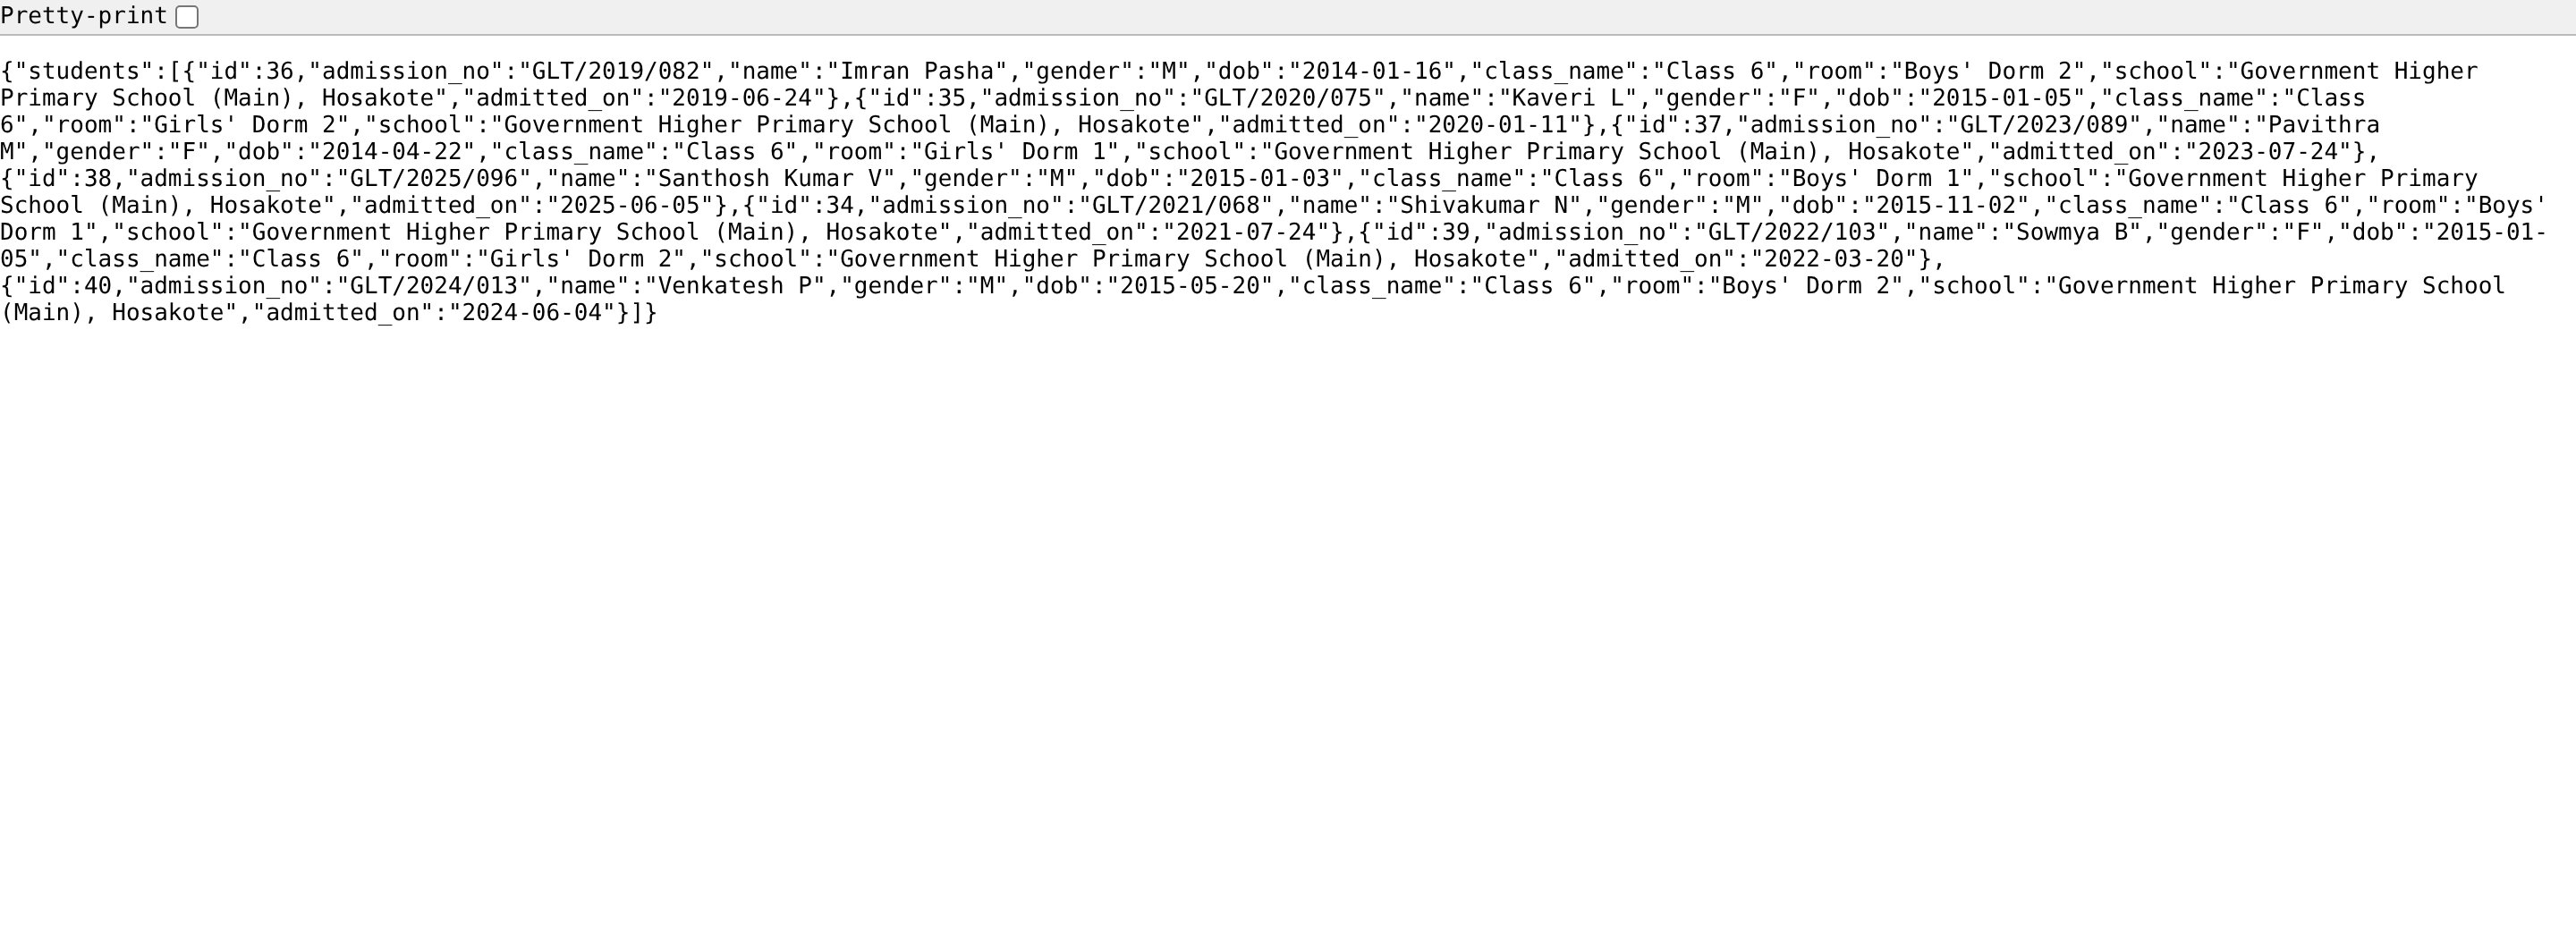 Pretty-print
{"students":[{"id":36,"admission_no":"GLT/2019/082","name":"Imran Pasha","gender":"M","dob":"2014-01-16","class_name":"Class 6","room":"Boys' Dorm 2","school":"Government Higher
Primary School (Main), Hosakote","admitted_on":"2019-06-24"},{"id":35,"admission_no":"GLT/2020/075","name":"Kaveri L","gender":"F","dob":"2015-01-05","class_name":"Class
6","room":"Girls' Dorm 2","school":"Government Higher Primary School (Main), Hosakote","admitted_on":"2020-01-11"},{"id":37,"admission_no":"GLT/2023/089","name":"Pavithra
M","gender":"F","dob":"2014-04-22","class_name":"Class 6","room":"Girls' Dorm 1","school":"Government Higher Primary School (Main), Hosakote","admitted_on":"2023-07-24"},
{"id":38,"admission_no":"GLT/2025/096","name":"Santhosh Kumar V","gender":"M","dob":"2015-01-03","class_name":"Class 6","room":"Boys' Dorm 1","school":"Government Higher Primary
School (Main), Hosakote","admitted_on":"2025-06-05"},{"id":34,"admission_no":"GLT/2021/068","name":"Shivakumar N","gender":"M","dob":"2015-11-02","class_name":"Class 6","room":"Boys'
Dorm 1","school":"Government Higher Primary School (Main), Hosakote","admitted_on":"2021-07-24"},{"id":39,"admission_no":"GLT/2022/103","name":"Sowmya B","gender":"F","dob":"2015-01-
05","class_name":"Class 6","room":"Girls' Dorm 2","school":"Government Higher Primary School (Main), Hosakote","admitted_on":"2022-03-20"},
{"id":40,"admission_no":"GLT/2024/013","name":"Venkatesh P","gender":"M","dob":"2015-05-20","class_name":"Class 6","room":"Boys' Dorm 2","school":"Government Higher Primary School
(Main), Hosakote","admitted_on":"2024-06-04"}]}